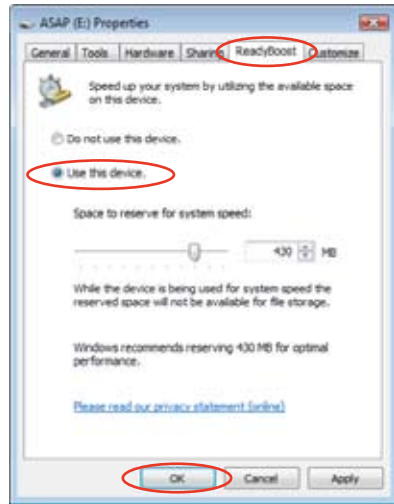 ASAP (E:) Properties
General Tools Hardware Sharing ReadyBoost Customize
Speed up your system by utilizing the available space
on this device.
Do not use this device.
Use this device.
Space to reserve for system speed:
430 MB
While the device is being used for system speed the
reserved space will not be available for file storage.
Windows recommends reserving 430 MB for optimal
performance.
Please read our privacy statement (online)
OK Cancel Apply